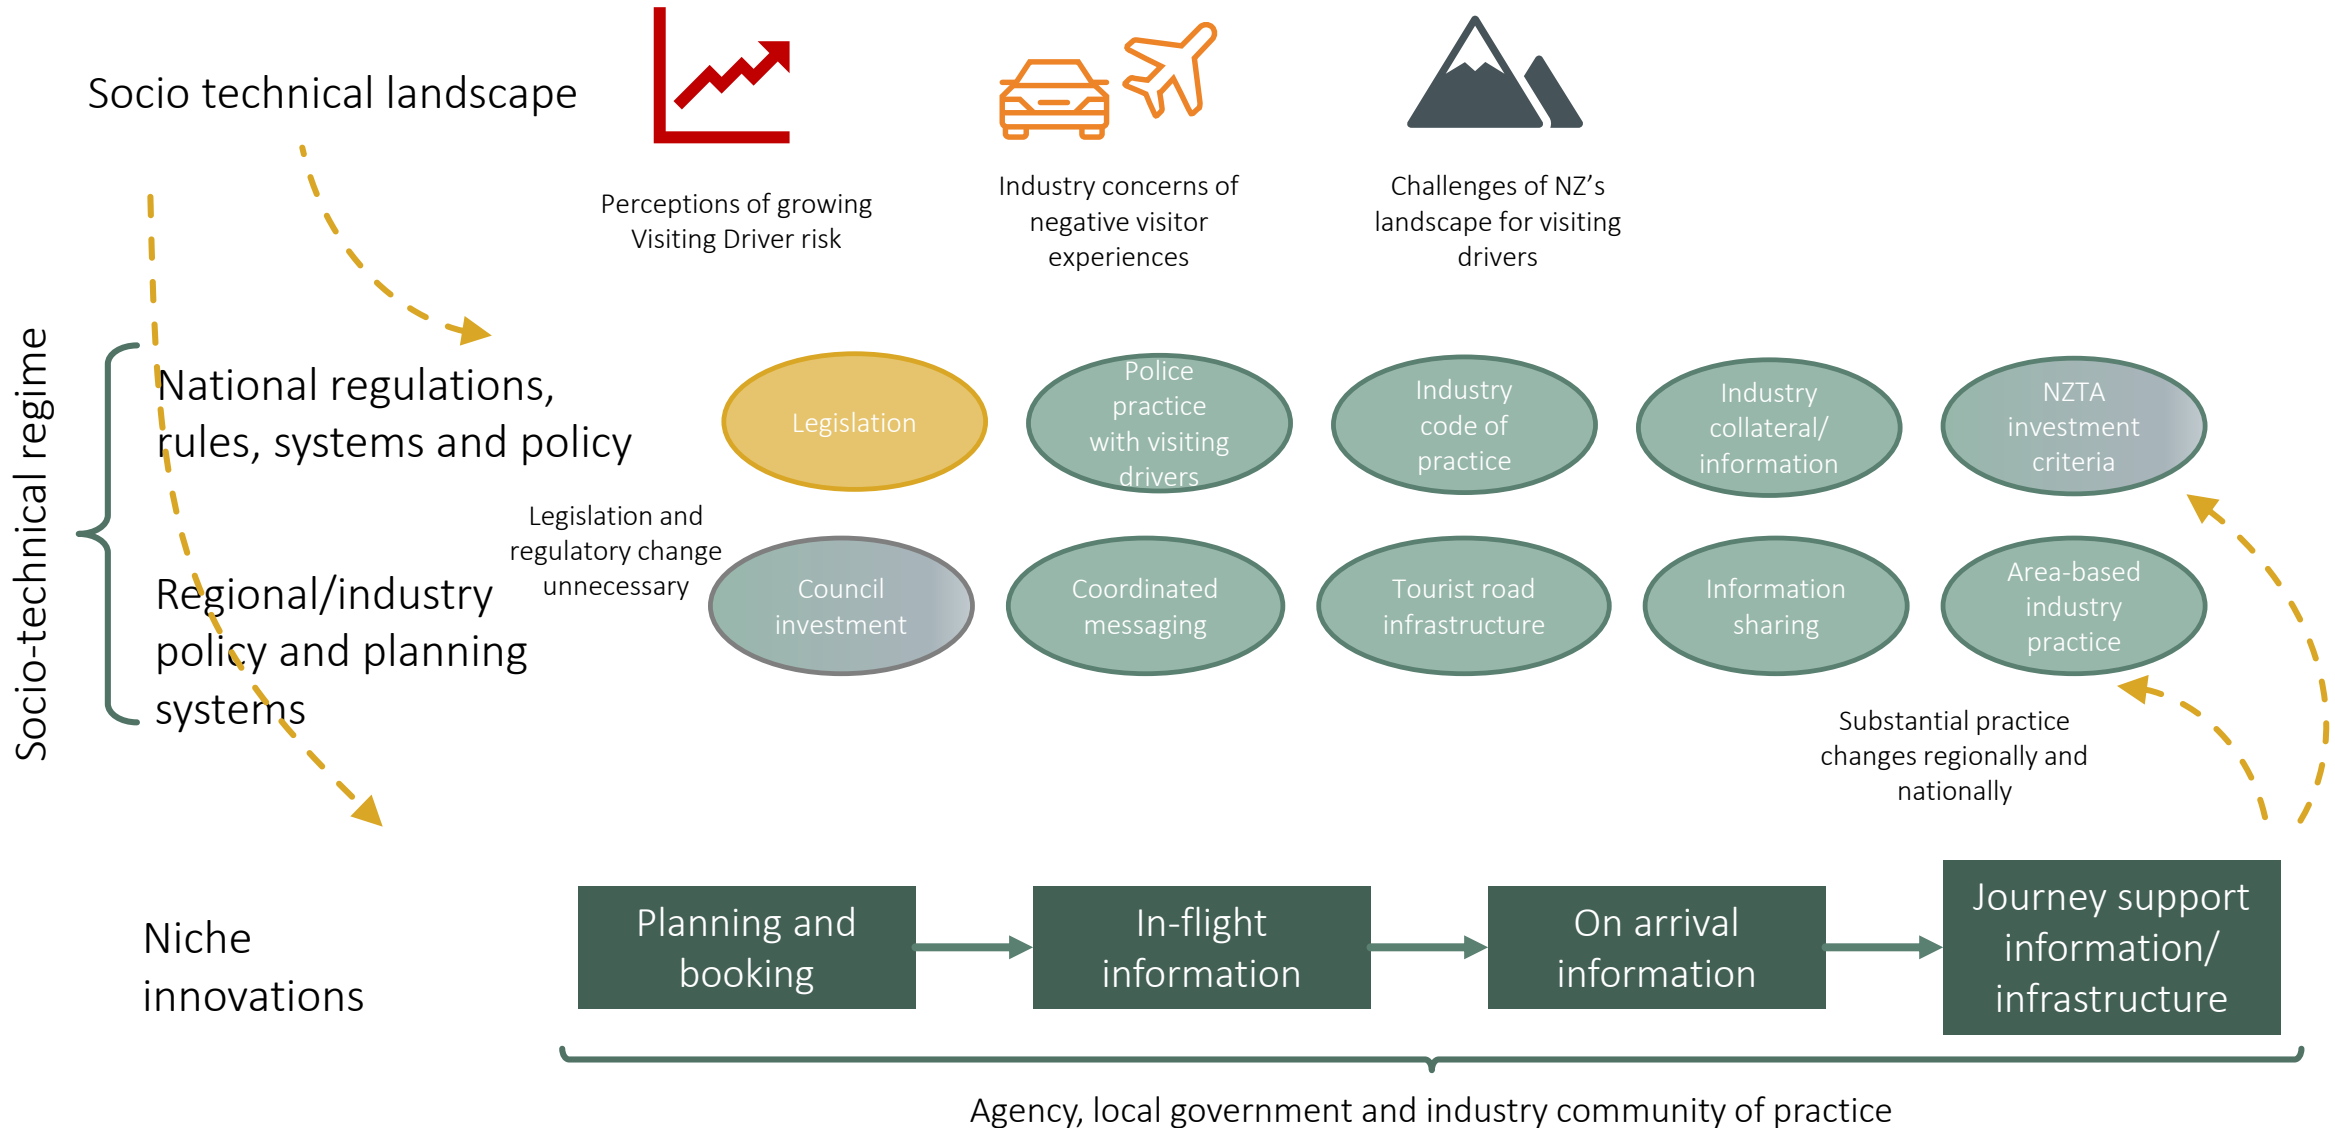 Socio technical landscape
Perceptions of growing
Visiting Driver risk
Industry concerns of
negative visitor
experiences
Challenges of NZ’s
landscape for visiting
drivers
Socio-technical regime
National regulations,
rules, systems and policy
Legislation
Police
practice
with visiting
drivers
Industry
code of
practice
Industry
collateral/
information
NZTA
investment
criteria
Legislation and
regulatory change
unnecessary
Regional/industry
policy and planning
systems
Council
investment
Coordinated
messaging
Tourist road
infrastructure
Information
sharing
Area-based
industry
practice
Substantial practice
changes regionally and
nationally
Niche
innovations
Planning and
booking
In-flight
information
On arrival
information
Journey support
information/
infrastructure
Agency, local government and industry community of practice